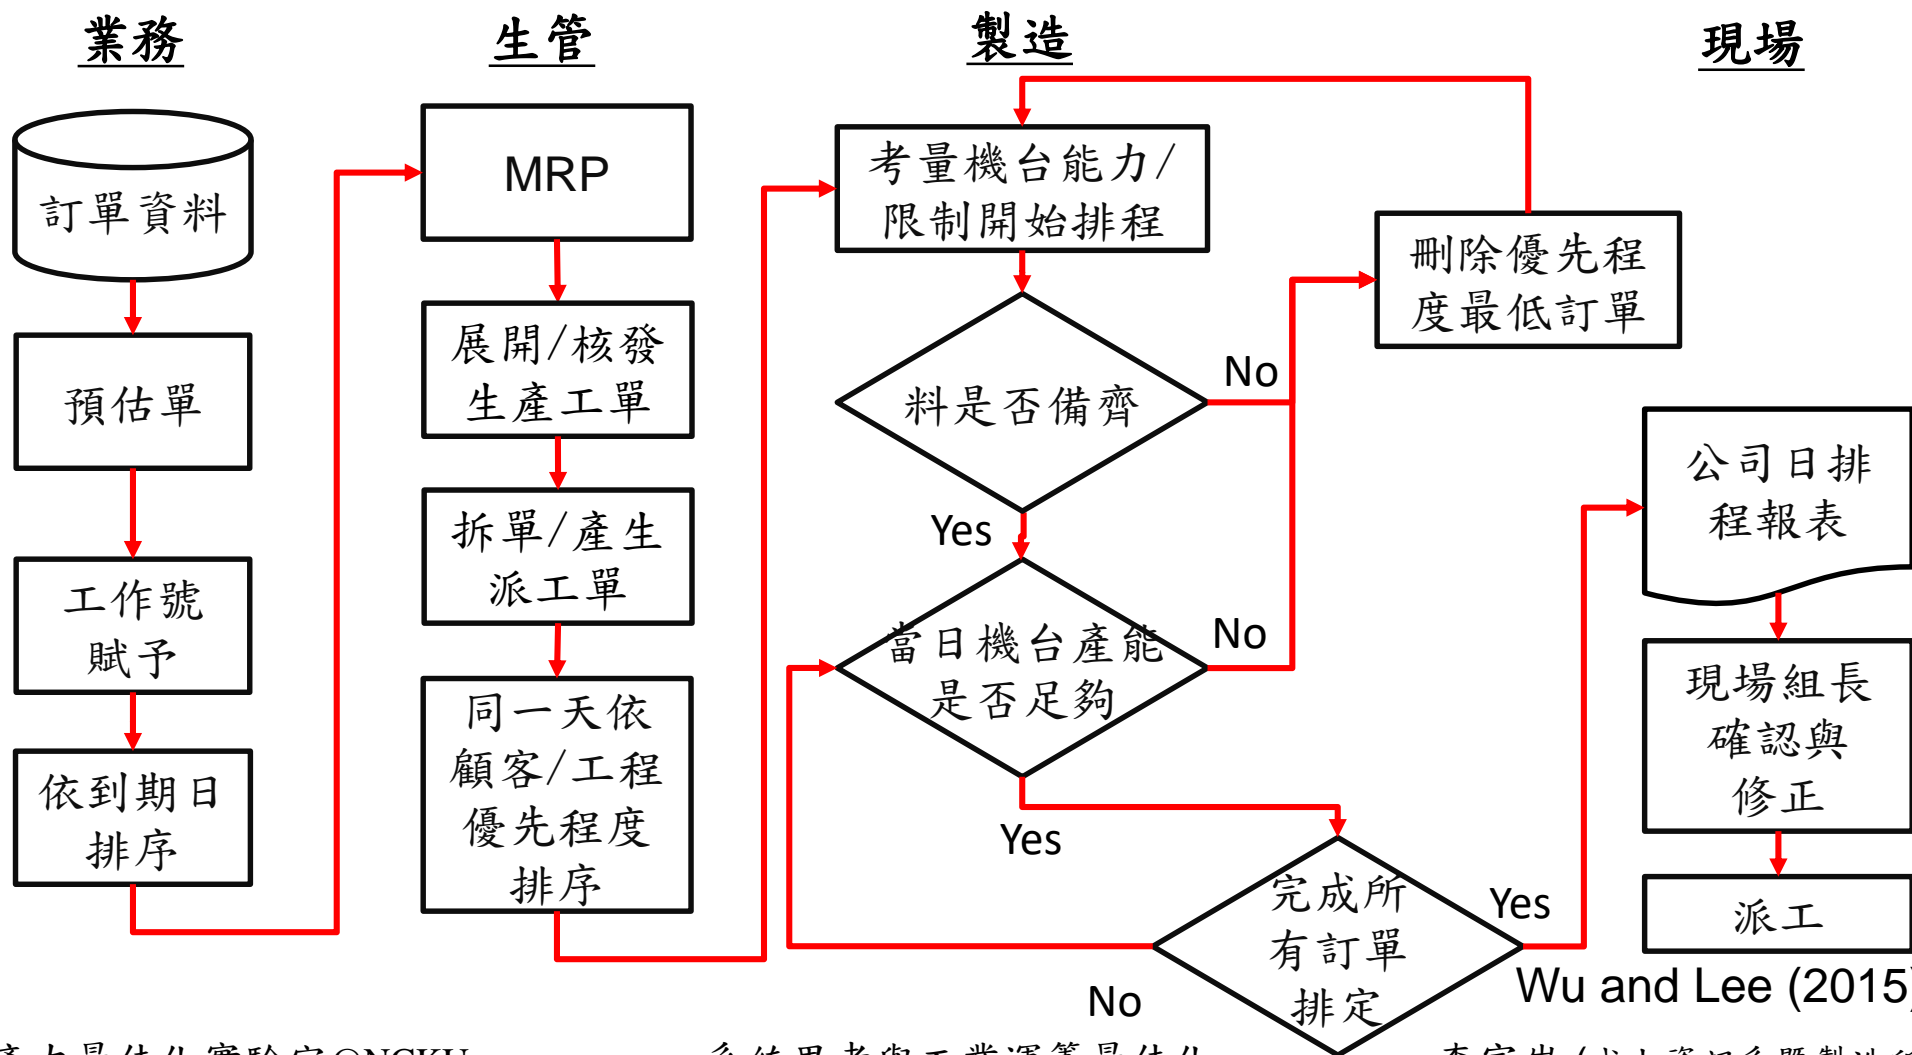 業務
生管
製造
現場
訂單資料
預估單
工作號
賦予
依到期日
排序
MRP
展開/核發
生產工單
拆單/產生
派工單
同一天依
顧客/工程
優先程度
排序
考量機台能力/
限制開始排程
料是否備齊
No
Yes
當日機台產能
是否足夠
No
Yes
完成所
有訂單
排定
Yes
No
刪除優先程
度最低訂單
公司日排
程報表
現場組長
確認與
修正
派工
Wu and Lee (2015)